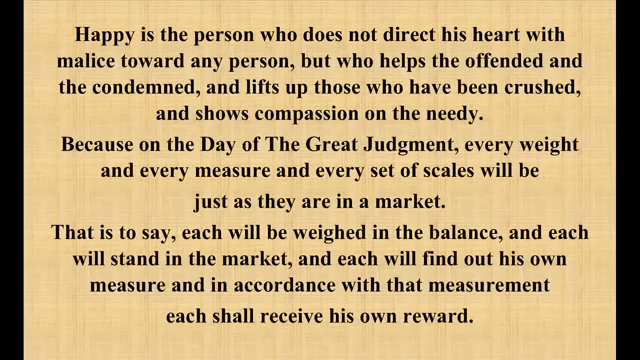 Happy is the person who does not direct his heart with
malice toward any person, but who helps the offended and
the condemned, and lifts up those who have been crushed,
and shows compassion on the needy.
Because on the Day of The Great Judgment, every weight
and every measure and every set of scales will be
just as they are in a market.
That is to say, each will be weighed in the balance, and each
will stand in the market, and each will find out his own
measure and in accordance with that measurement
each shall receive his own reward.